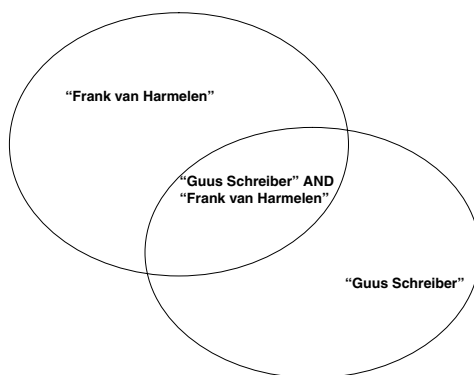 “Frank van Harmelen”
“Guus Schreiber” AND
“Frank van Harmelen”
“Guus Schreiber”